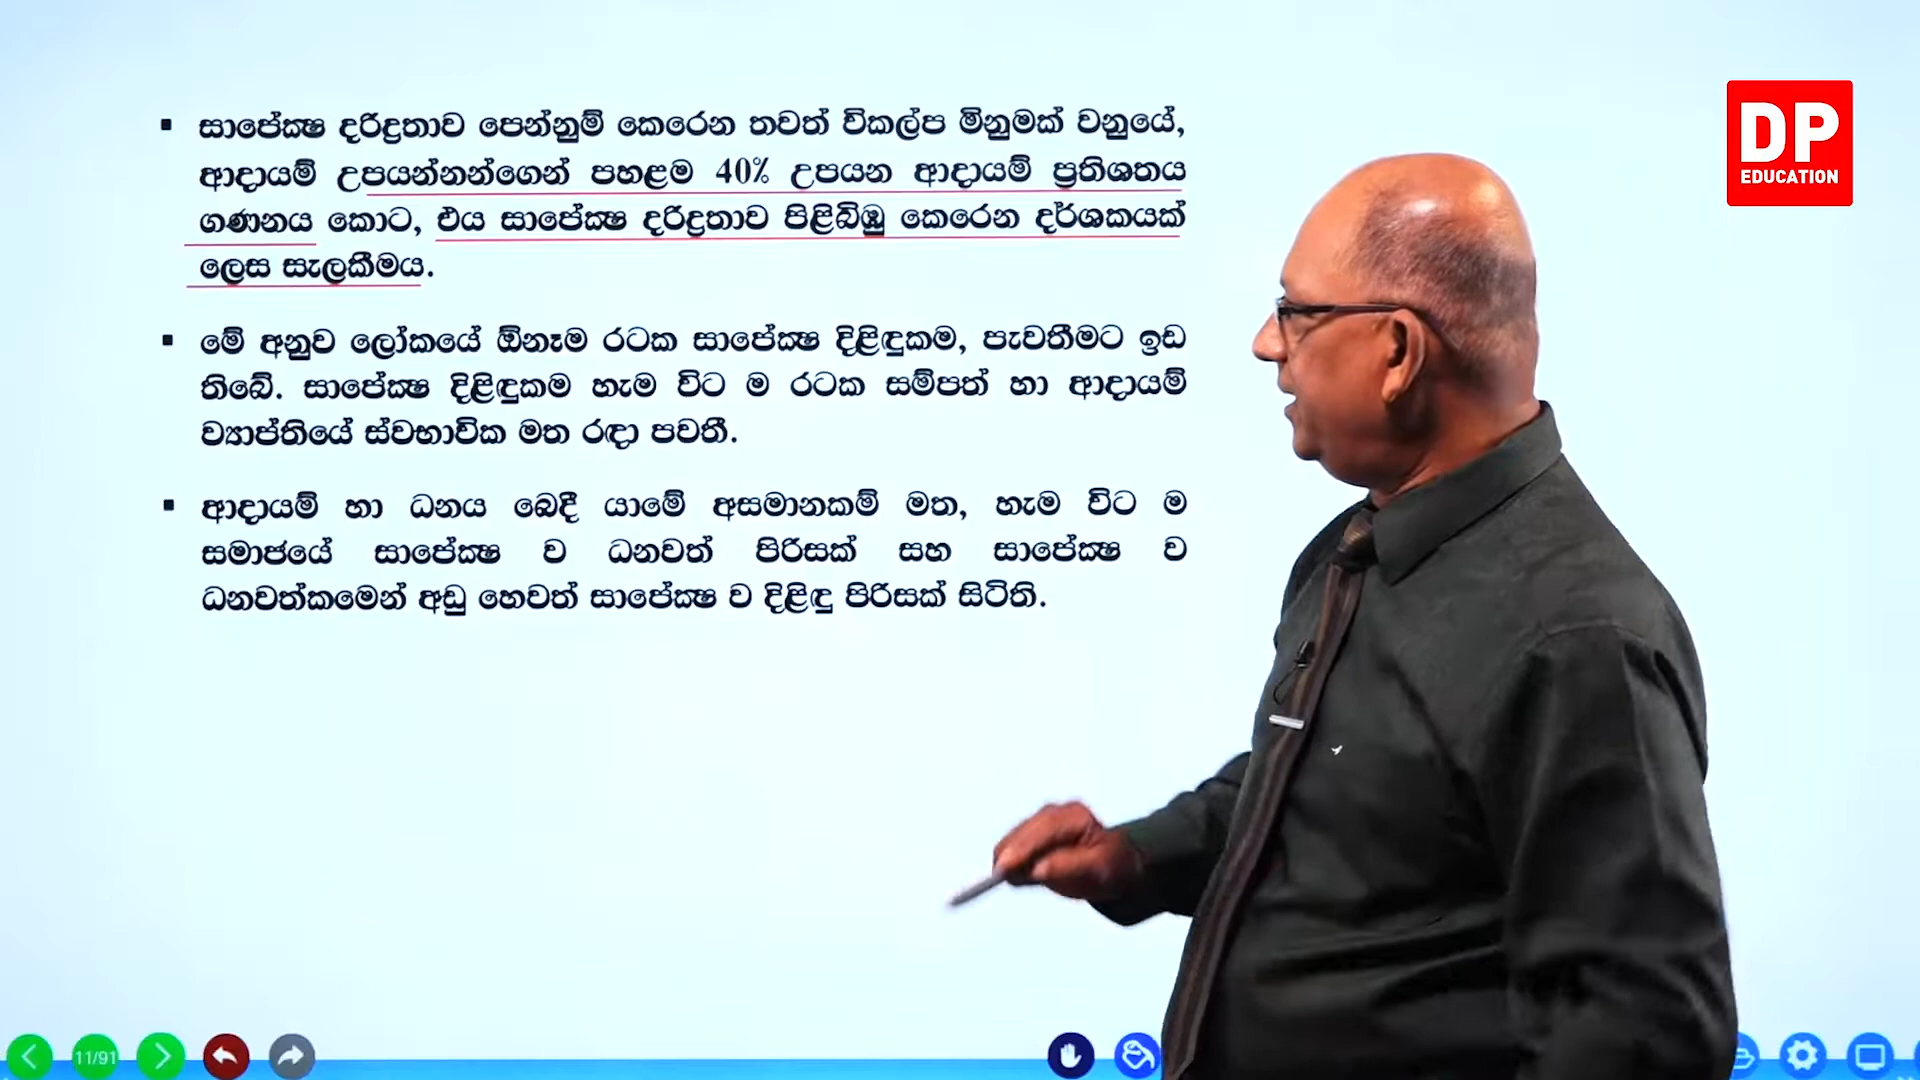 DP
EDUCATION
▪ සාපේක්‍ෂ දරිද්‍රතාව පෙන්නුම් කෙරෙන තවත් විකල්ප මිනුමක් වනුයේ,
ආදායම් උපයන්නන්ගෙන් පහළම 40% උපයන ආදායම් ප්‍රතිශතය
ගණනය කොට, එය සාපේක්‍ෂ දරිද්‍රතාව පිළිබිඹු කෙරෙන දර්ශකයක්
ලෙස සැලකීමය.
▪ මේ අනුව ලෝකයේ ඕනෑම රටක සාපේක්‍ෂ දිළිඳුකම, පැවතීමට ඉඩ
තිබේ. සාපේක්‍ෂ දිළිඳුකම හැම විට ම රටක සම්පත් හා ආදායම්
ව්‍යාප්තියේ ස්වභාවික මත රඳා පවතී.
▪ ආදායම් හා ධනය බෙදී යාමේ අසමානකම් මත, හැම විට ම
සමාජයේ සාපේක්‍ෂ ව ධනවත් පිරිසක් සහ සාපේක්‍ෂ ව
ධනවත්කමෙන් අඩු හෙවත් සාපේක්‍ෂ ව දිළිඳු පිරිසක් සිටිති.
11/91